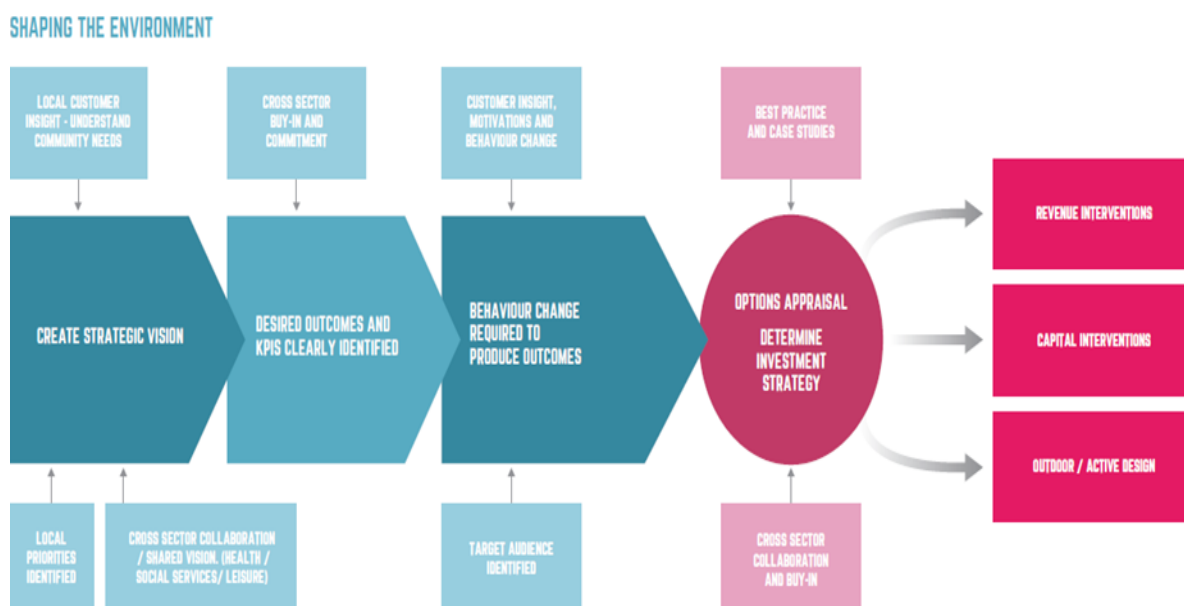 SHAPING THE ENVIRONMENT
LOCAL CUSTOMER
INSIGHT - UNDERSTAND
COMMUNITY NEEDS
CROSS SECTOR
BUY-IN AND
COMMITMENT
CUSTOMER INSIGHT,
MOTIVATIONS AND
BEHAVIOUR CHANGE
BEST PRACTICE
AND CASE STUDIES
CREATE STRATEGIC VISION
DESIRED OUTCOMES AND
KPIS CLEARLY IDENTIFIED
BEHAVIOUR CHANGE
REQUIRED TO
PRODUCE OUTCOMES
OPTIONS APPRAISAL
DETERMINE
INVESTMENT
STRATEGY
REVENUE INTERVENTIONS
CAPITAL INTERVENTIONS
OUTDOOR / ACTIVE DESIGN
LOCAL
PRIORITIES
IDENTIFIED
CROSS SECTOR COLLABORATION
/ SHARED VISION. (HEALTH /
SOCIAL SERVICES/ LEISURE)
TARGET AUDIENCE
IDENTIFIED
CROSS SECTOR
COLLABORATION
AND BUY-IN